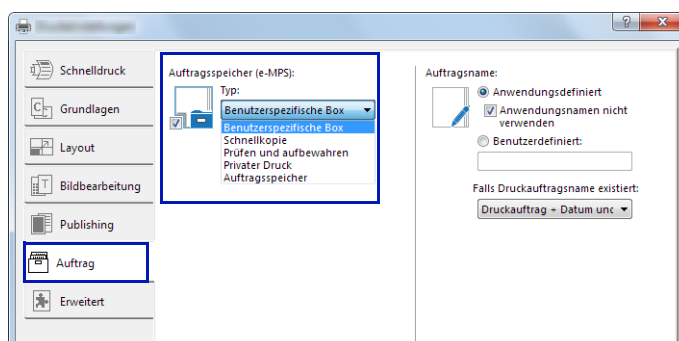 Schnelldruck
Grundlagen
Layout
Bildbearbeitung
Publishing
Auftrag
Erweitert
Auftragsspeicher (e-MPS):
Typ:
Benutzerspezifische Box
Benutzerspezifische Box
Schnellkopie
Prüfen und aufbewahren
Privater Druck
Auftragsspeicher
Auftragsname:
Anwendungsdefiniert
Anwendungsnamen nicht
verwenden
Benutzerdefiniert:
Falls Druckauftragsname existiert:
Druckauftrag + Datum unc